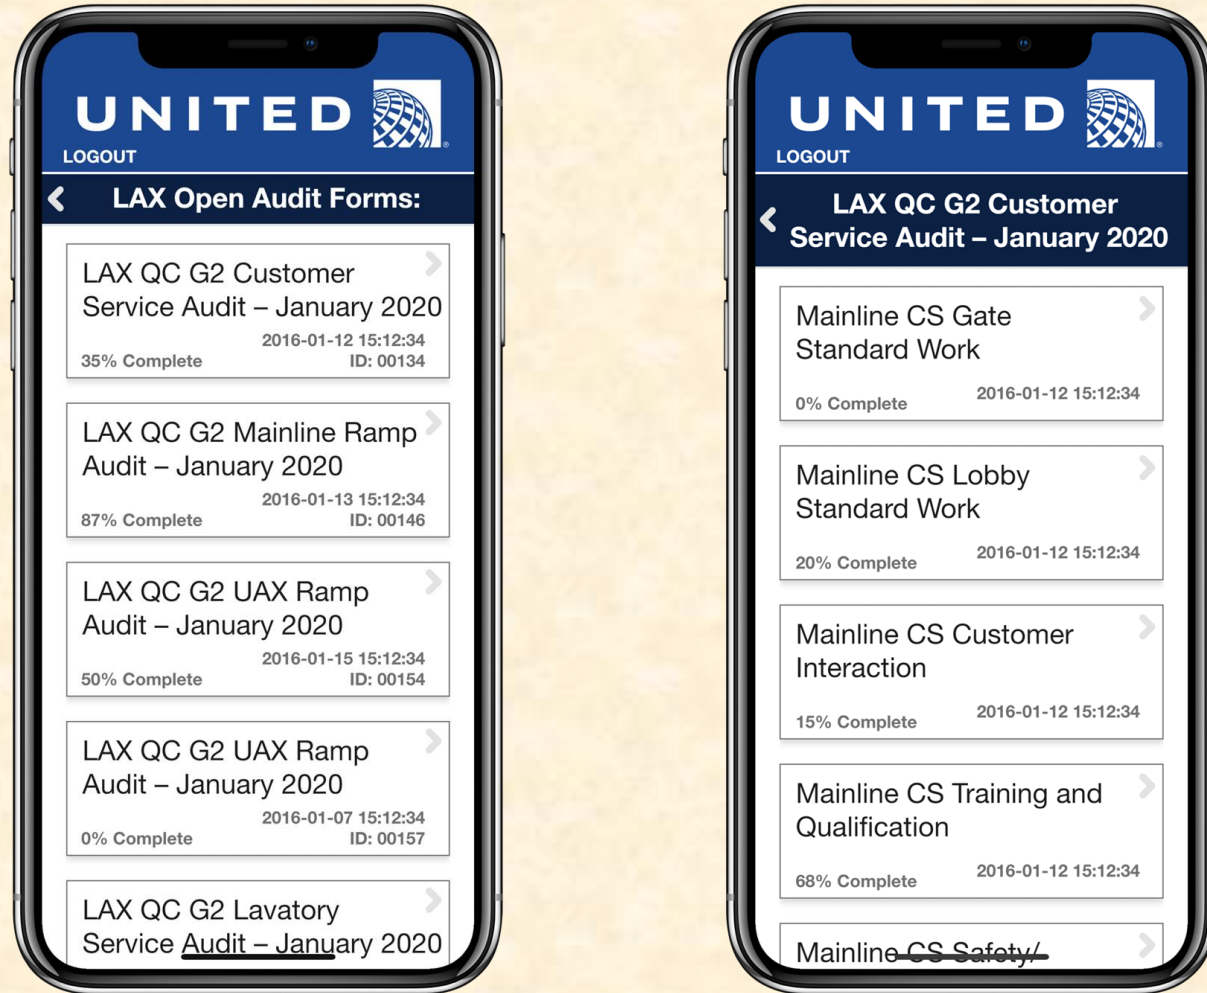 UNITED
LOGOUT
LAX Open Audit Forms:
LAX QC G2 Customer
Service Audit – January 2020
2016-01-12 15:12:34
35% Complete
ID: 00134
LAX QC G2 Mainline Ramp
Audit – January 2020
2016-01-13 15:12:34
87% Complete
ID: 00146
LAX QC G2 UAX Ramp
Audit – January 2020
2016-01-15 15:12:34
50% Complete
ID: 00154
LAX QC G2 UAX Ramp
Audit – January 2020
2016-01-07 15:12:34
0% Complete
ID: 00157
LAX QC G2 Lavatory
Service Audit – January 2020
UNITED
LOGOUT
LAX QC G2 Customer
Service Audit – January 2020
Mainline CS Gate
Standard Work
2016-01-12 15:12:34
0% Complete
Mainline CS Lobby
Standard Work
2016-01-12 15:12:34
20% Complete
Mainline CS Customer
Interaction
2016-01-12 15:12:34
15% Complete
Mainline CS Training and
Qualification
2016-01-12 15:12:34
68% Complete
Mainline CS Safety/